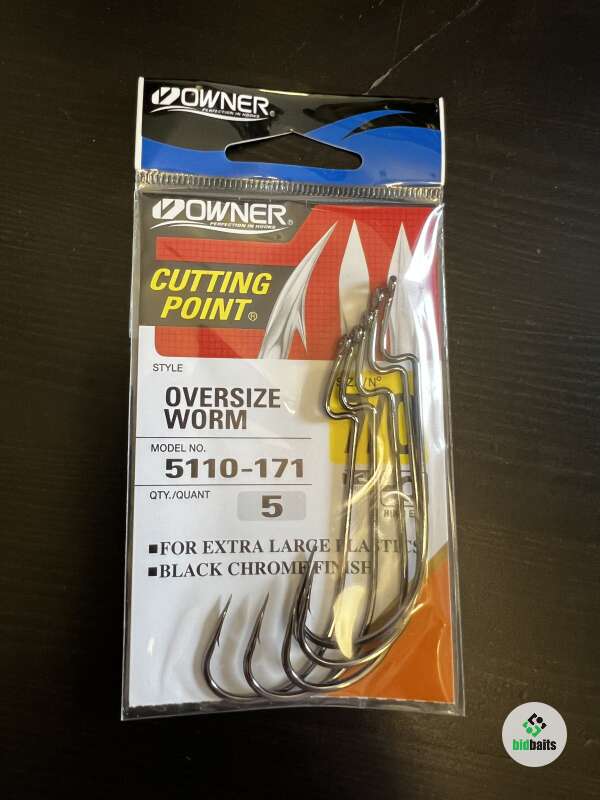 OWNER®
PERFECTION IN HOOKS
OWNER®
PERFECTION IN HOOKS
CUTTING
POINT®
STYLE
OVERSIZE
WORM
MODEL NO.
5110-171
QTY./QUANT
5
■FOR EXTRA LARGE PLASTICS
■BLACK CHROME FINISH
bidbaits